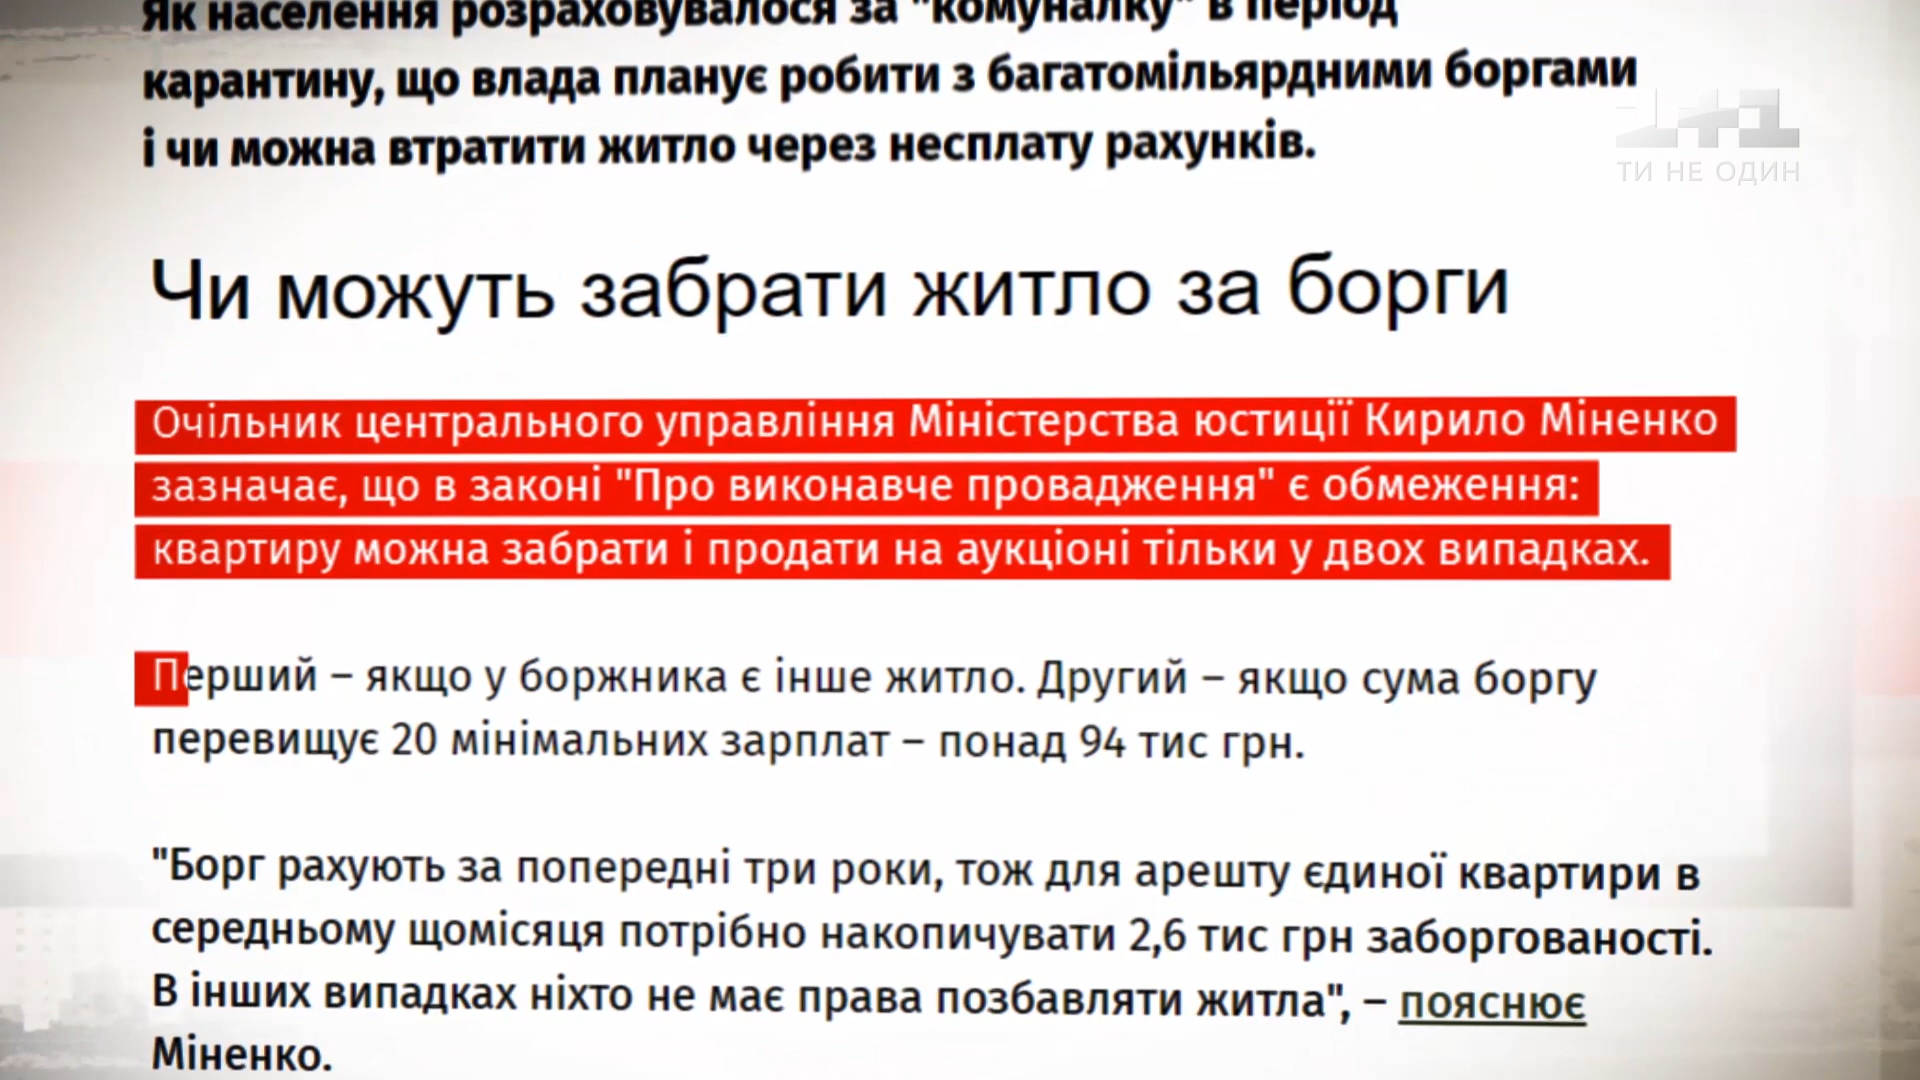 Як населення розраховувалося за "комуналку" в період
карантину, що влада планує робити з багатомільярдними боргами
і чи можна втратити житло через несплату рахунків.
1+1
ТИ НЕ ОДИН
Чи можуть забрати житло за борги
Очільник центрального управління Міністерства юстиції Кирило Міненко
зазначає, що в законі "Про виконавче провадження" є обмеження:
квартиру можна забрати і продати на аукціоні тільки у двох випадках.
Перший – якщо у боржника є інше житло. Другий – якщо сума боргу
перевищує 20 мінімальних зарплат – понад 94 тис грн.
"Борг рахують за попередні три роки, тож для арешту єдиної квартири в
середньому щомісяця потрібно накопичувати 2,6 тис грн заборгованості.
В інших випадках ніхто не має права позбавляти житла", – пояснює
Міненко.